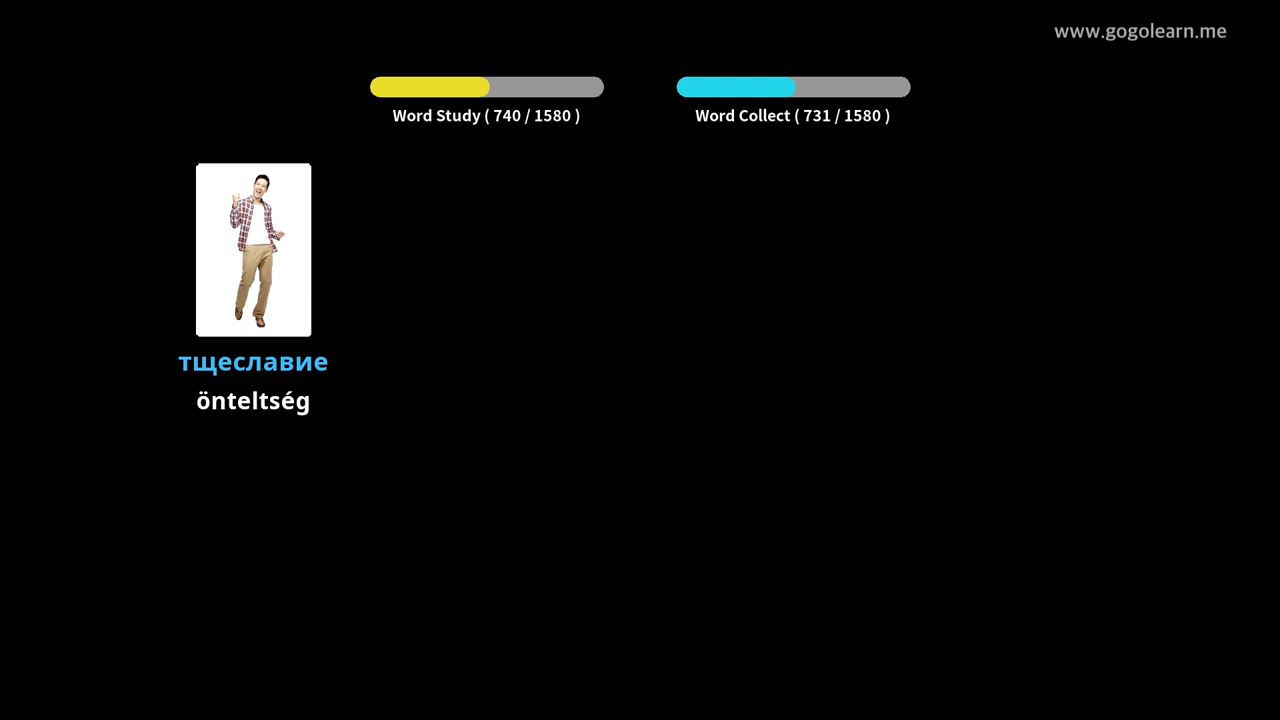 www.gogolearn.me
Word Study ( 740 / 1580 )
Word Collect ( 731 / 1580 )
тщеславие
önteltség